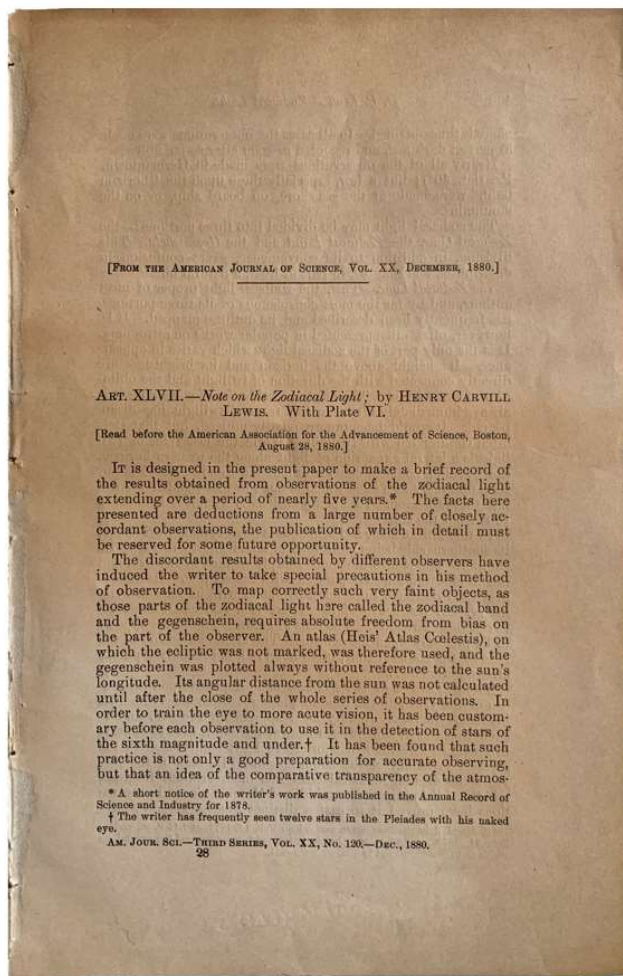 [FROM THE AMERICAN JOURNAL OF SCIENCE, VOL. XX, DECEMBER, 1880.]
ART. XLVII.—Note on the Zodiacal Light; by HENRY CARVILL
LEWIS. With Plate VI.
[Read before the American Association for the Advancement of Science, Boston,
August 28, 1880.]
IT is designed in the present paper to make a brief record of
the results obtained from observations of the zodiacal light
extending over a period of nearly five years.* The facts here
presented are deductions from a large number of closely ac-
cordant observations, the publication of which in detail must
be reserved for some future opportunity.
The discordant results obtained by different observers have
induced the writer to take special precautions in his method
of observation. To map correctly such very faint objects, as
those parts of the zodiacal light here called the zodiacal band
and the gegenschein, requires absolute freedom from bias on
the part of the observer. An atlas (Heis' Atlas Cœlestis), on
which the ecliptic was not marked, was therefore used, and the
gegenschein was plotted always without reference to the sun's
longitude. Its angular distance from the sun was not calculated
until after the close of the whole series of observations. In
order to train the eye to more acute vision, it has been custom-
ary before each observation to use it in the detection of stars of
the sixth magnitude and under.† It has been found that such
practice is not only a good preparation for accurate observing,
but that an idea of the comparative transparency of the atmos-
* A short notice of the writer's work was published in the Annual Record of
Science and Industry for 1878.
† The writer has frequently seen twelve stars in the Pleiades with his naked
eye.
AM. JOUR. SCI.—THIRD SERIES, VOL. XX, NO. 120.—DEC., 1880.
28